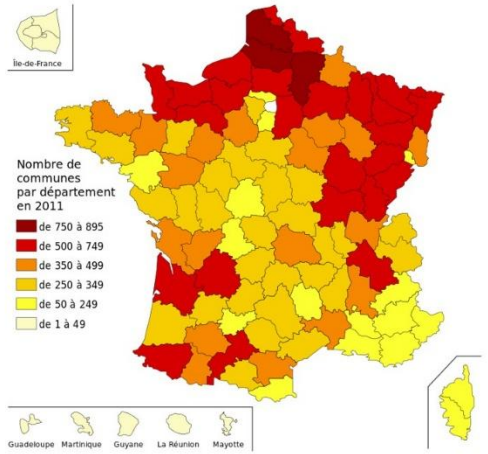 Île-de-France
Nombre de
communes
par département
en 2011
de 750 à 895
de 500 à 749
de 350 à 499
de 250 à 349
de 50 à 249
de 1 à 49
Guadeloupe Martinique Guyane La Réunion Mayotte